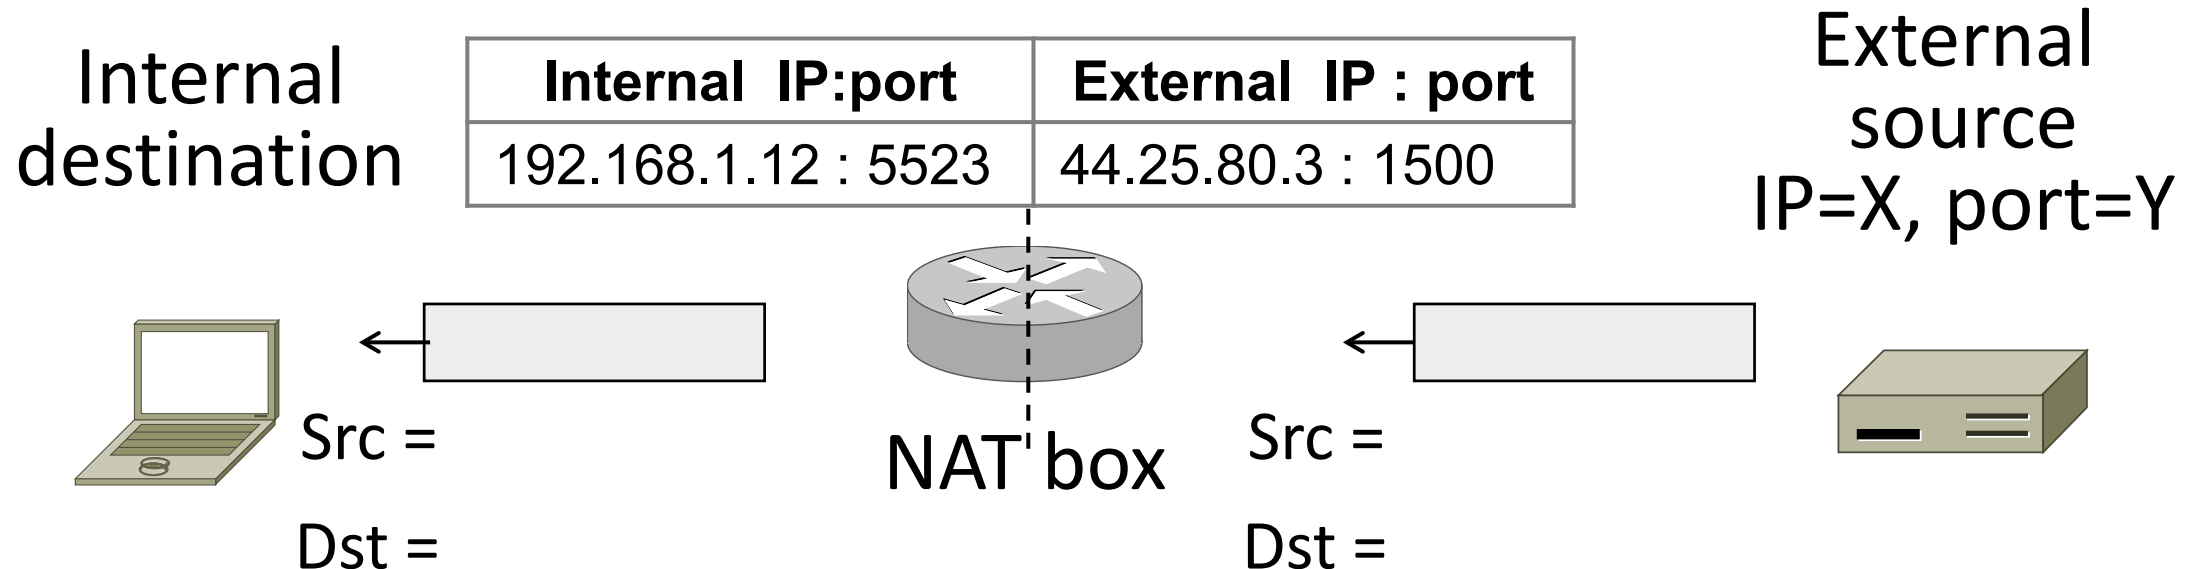 Internal
destination
Internal IP:port
External IP : port
192.168.1.12 : 5523
44.25.80.3 : 1500
External
source
IP=X, port=Y
NAT box
Src =
Dst =
Src =
Dst =